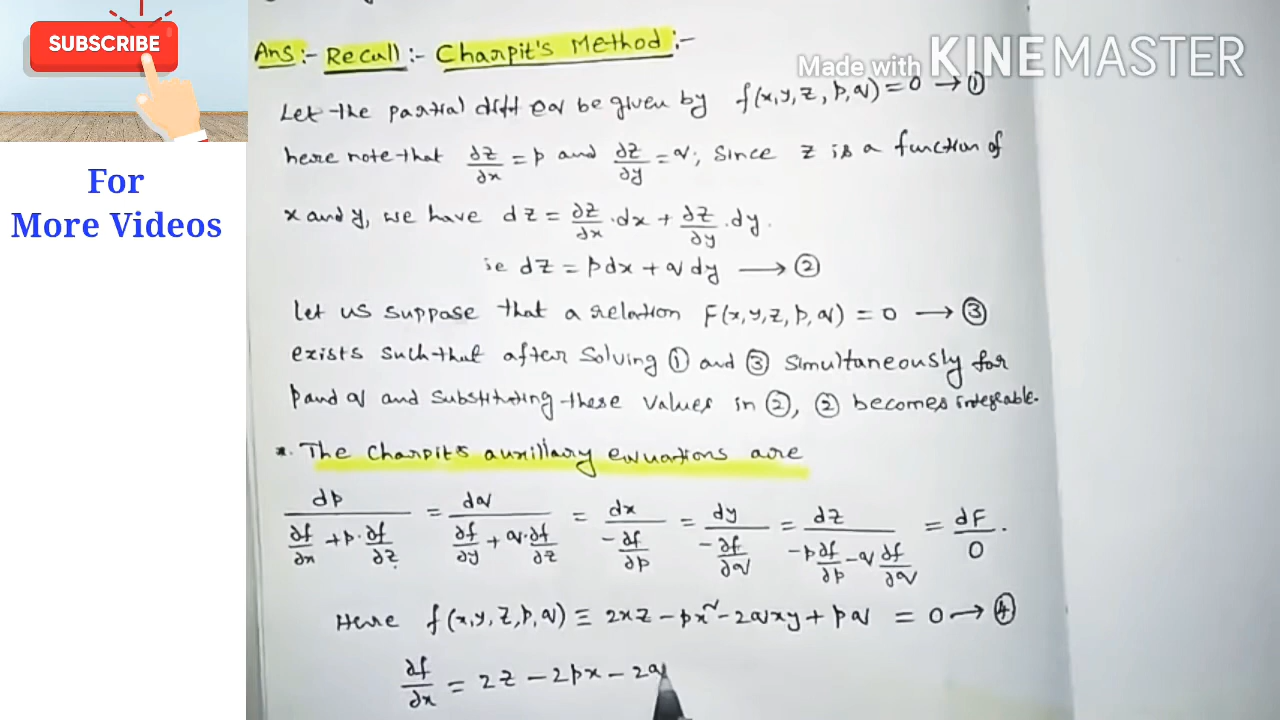 SUBSCRIBE
For
More Videos
Made with KINEMASTER
Ans:- Recall:- Charpit's Method:-
Let the partial diff eq be given by f(x,y,z,p,q)=0 → ①
here note that ∂z/∂x = p and ∂z/∂y = q; since z is a function of
x and y, we have dz = ∂z/∂x · dx + ∂z/∂y · dy.
ie dz = pdx + q dy → ②
Let us suppose that a relation F(x,y,z,p,q) = 0 → ③
exists such that after solving ① and ③ simultaneously for
p and q and substituting these values in ②, ② becomes integrable.
*. The Charpit's auxillary equations are
dp/(∂f/∂x + p·∂f/∂z) = dq/(∂f/∂y + q·∂f/∂z) = dx/(-∂f/∂p) = dy/(-∂f/∂q) = dz/(-p ∂f/∂p - q ∂f/∂q) = dF/0.
Here f(x,y,z,p,q) ≡ 2xz - px² - 2qxy + pq = 0 → ④
∂f/∂x = 2z - 2px - 2q